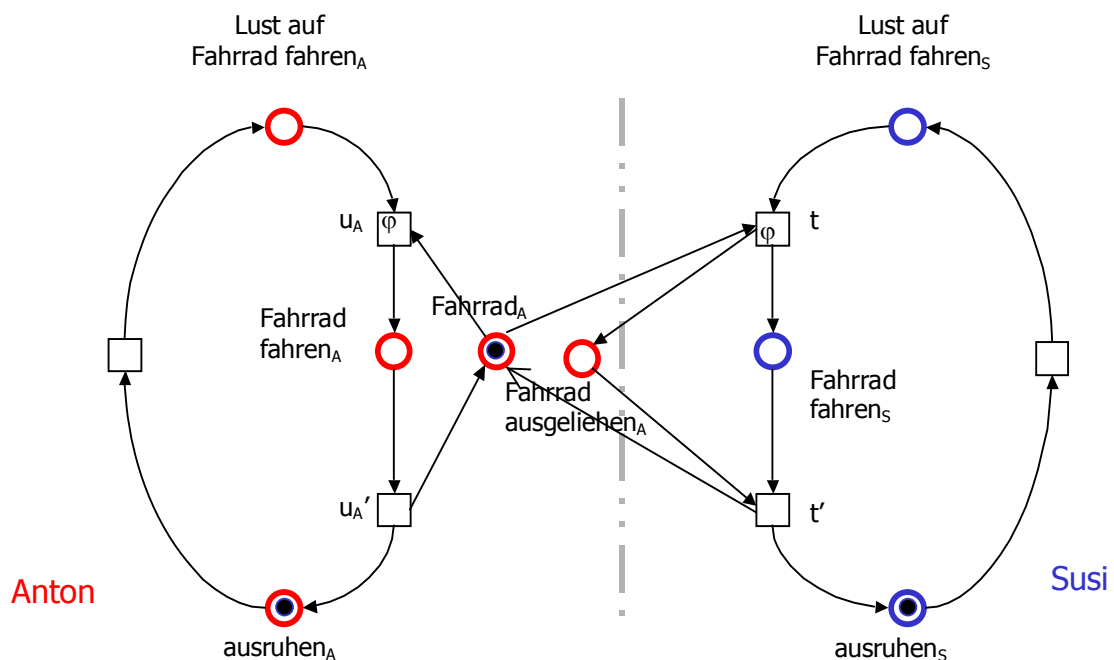 Lust auf
Fahrrad fahrenA
Lust auf
Fahrrad fahrenS
uA
φ
φ
t
FahrradA
Fahrrad
fahrenA
Fahrrad
ausgeliehenA
Fahrrad
fahrenS
uA’
t’
Anton
Susi
ausruhenA
ausruhenS